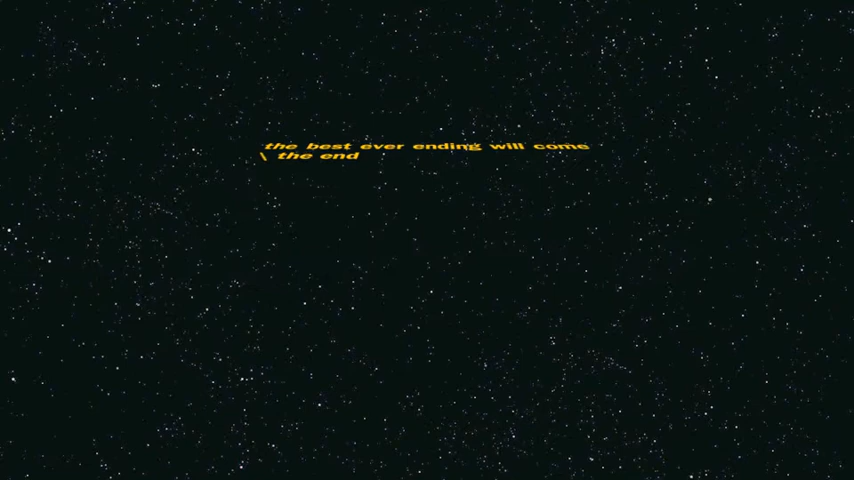 the best ever ending will come
\ the end